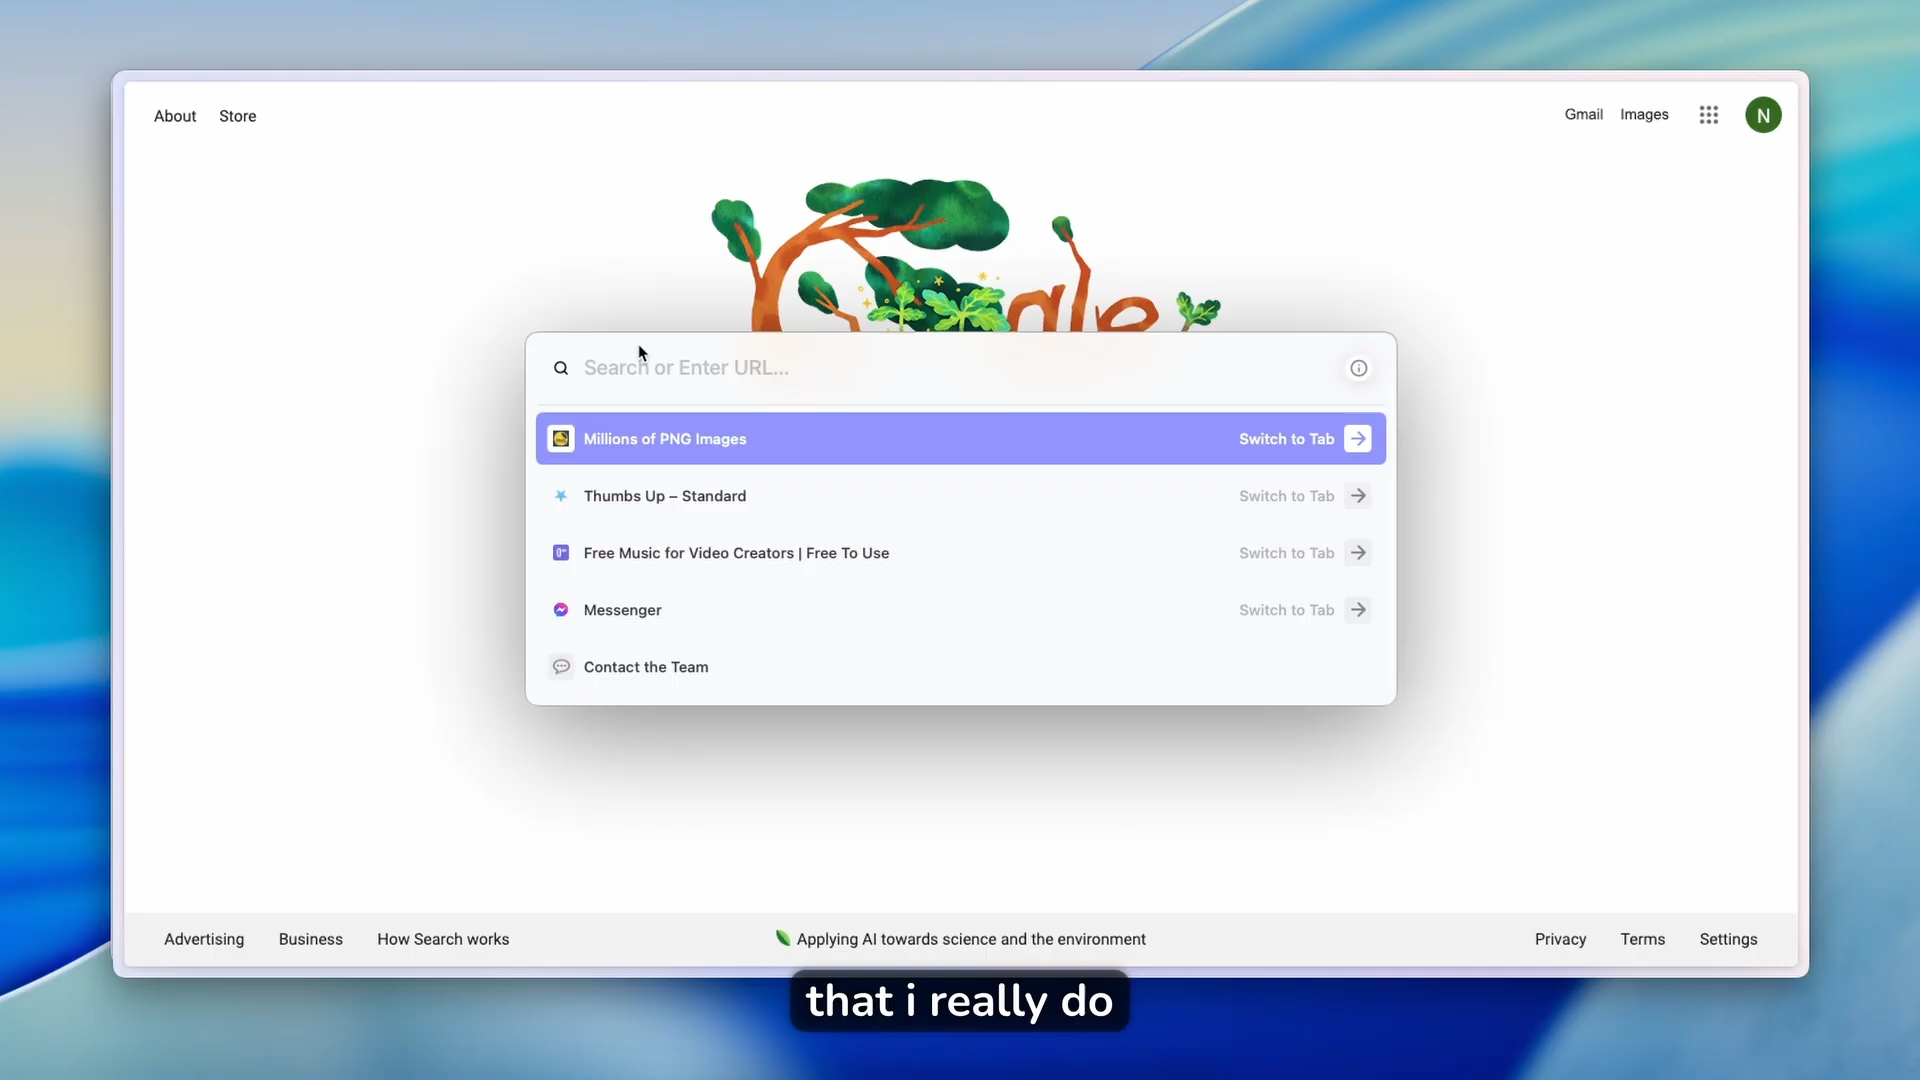 About Store
Gmail Images
N
Google
Search or Enter URL...
Millions of PNG Images Switch to Tab
Thumbs Up – Standard Switch to Tab
Free Music for Video Creators | Free To Use Switch to Tab
Messenger Switch to Tab
Contact the Team
Advertising Business How Search works
Applying AI towards science and the environment
Privacy Terms Settings
that i really do